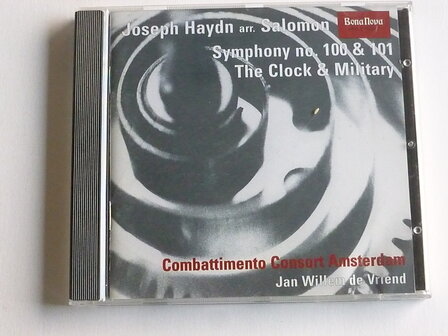 Joseph Haydn arr. Salomon
BonaNova
Symphony no. 100 & 101
The Clock & Military
Combattimento Consort Amsterdam
Jan Willem de Vriend